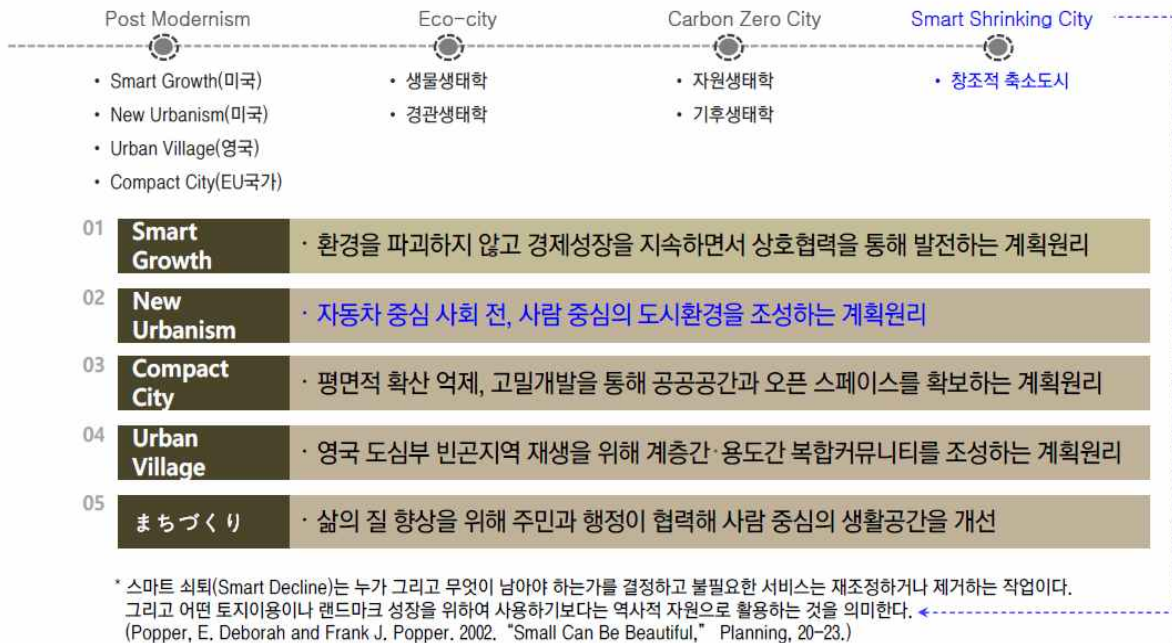 Post Modernism Eco-city Carbon Zero City Smart Shrinking City
• Smart Growth(미국) • 생물생태학 • 자원생태학 • 창조적 축소도시
• New Urbanism(미국) • 경관생태학 • 기후생태학
• Urban Village(영국)
• Compact City(EU국가)
01 Smart Growth · 환경을 파괴하지 않고 경제성장을 지속하면서 상호협력을 통해 발전하는 계획원리
02 New Urbanism · 자동차 중심 사회 전, 사람 중심의 도시환경을 조성하는 계획원리
03 Compact City · 평면적 확산 억제, 고밀개발을 통해 공공공간과 오픈 스페이스를 확보하는 계획원리
04 Urban Village · 영국 도심부 빈곤지역 재생을 위해 계층간·용도간 복합커뮤니티를 조성하는 계획원리
05 まちづくり · 삶의 질 향상을 위해 주민과 행정이 협력해 사람 중심의 생활공간을 개선
* 스마트 쇠퇴(Smart Decline)는 누가 그리고 무엇이 남아야 하는가를 결정하고 불필요한 서비스는 재조정하거나 제거하는 작업이다.
그리고 어떤 토지이용이나 랜드마크 성장을 위하여 사용하기보다는 역사적 자원으로 활용하는 것을 의미한다.
(Popper, E. Deborah and Frank J. Popper. 2002. “Small Can Be Beautiful,” Planning, 20-23.)